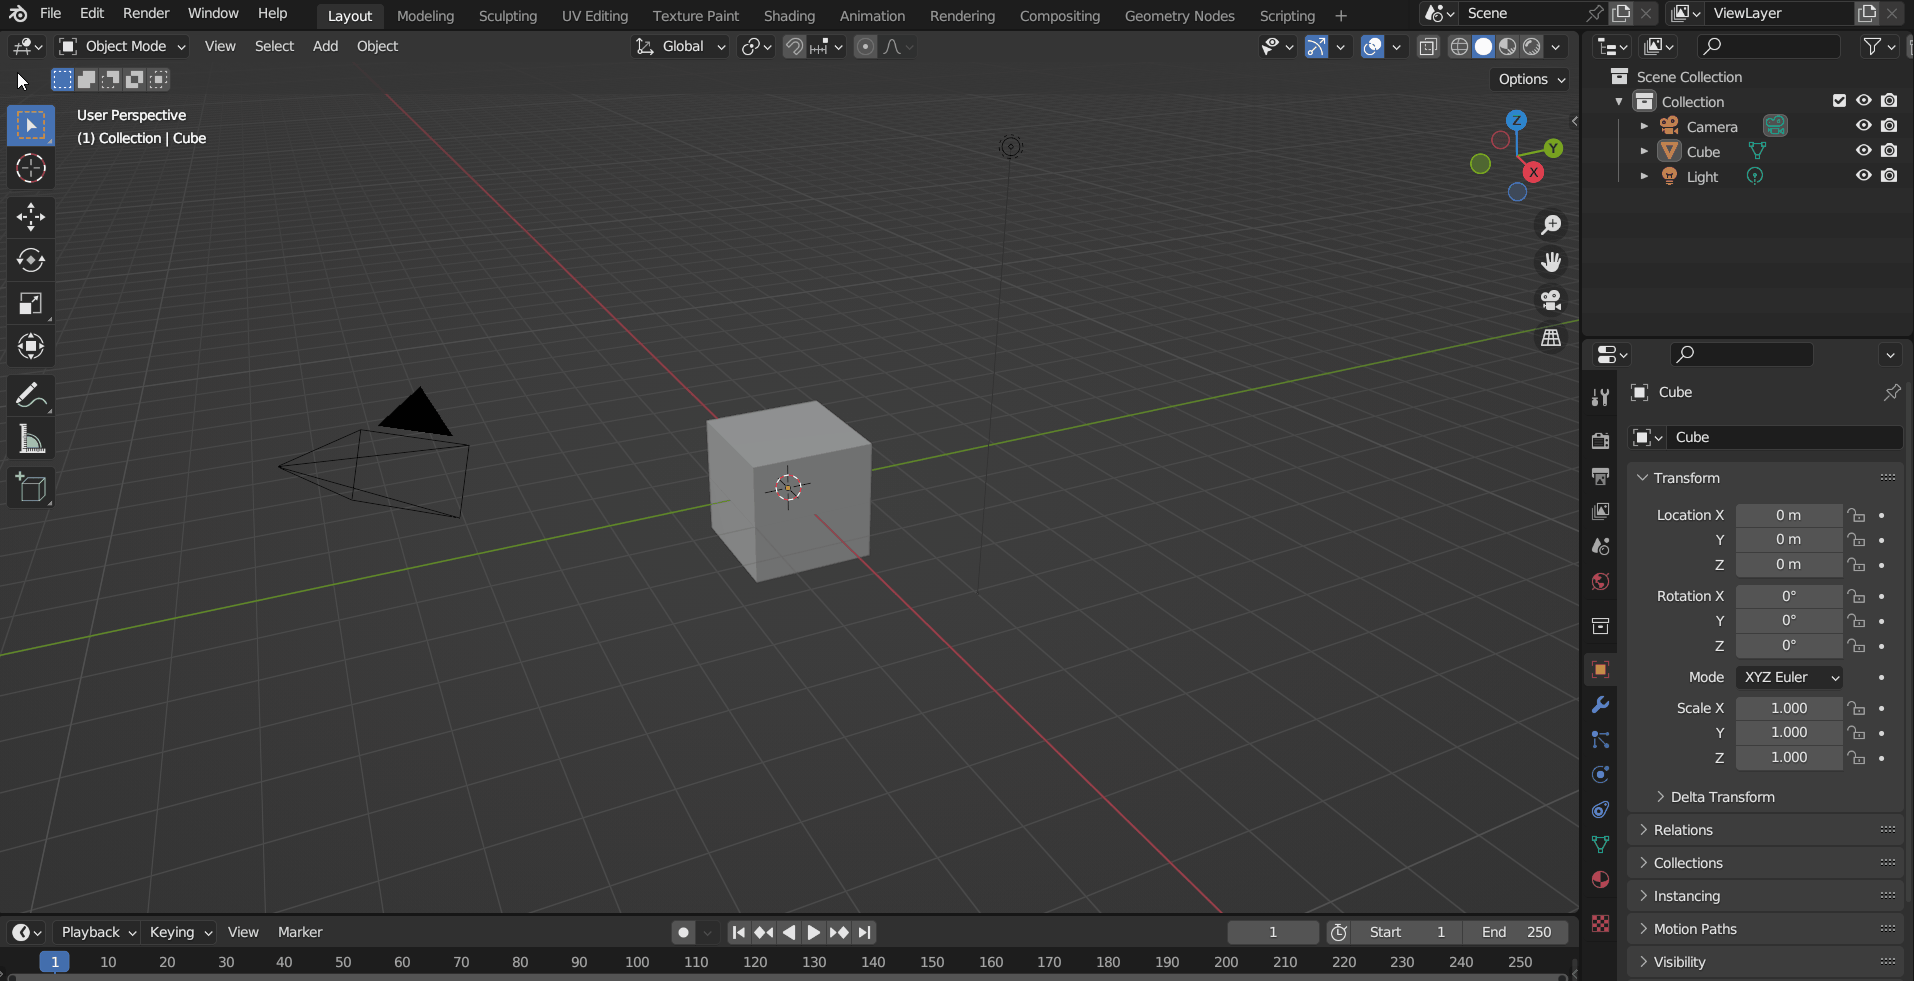 File Edit Render Window Help Layout Modeling Sculpting UV Editing Texture Paint Shading Animation Rendering Compositing Geometry Nodes Scripting + Scene ViewLayer
Object Mode View Select Add Object Global
Options
User Perspective
(1) Collection | Cube
Z
Y
X
Scene Collection
Collection
Camera
Cube
Light
Cube
Cube
Transform
Location X 0 m
Y 0 m
Z 0 m
Rotation X 0°
Y 0°
Z 0°
Mode XYZ Euler
Scale X 1.000
Y 1.000
Z 1.000
Delta Transform
Relations
Collections
Instancing
Motion Paths
Visibility
Playback Keying View Marker 1 Start 1 End 250
1 10 20 30 40 50 60 70 80 90 100 110 120 130 140 150 160 170 180 190 200 210 220 230 240 250